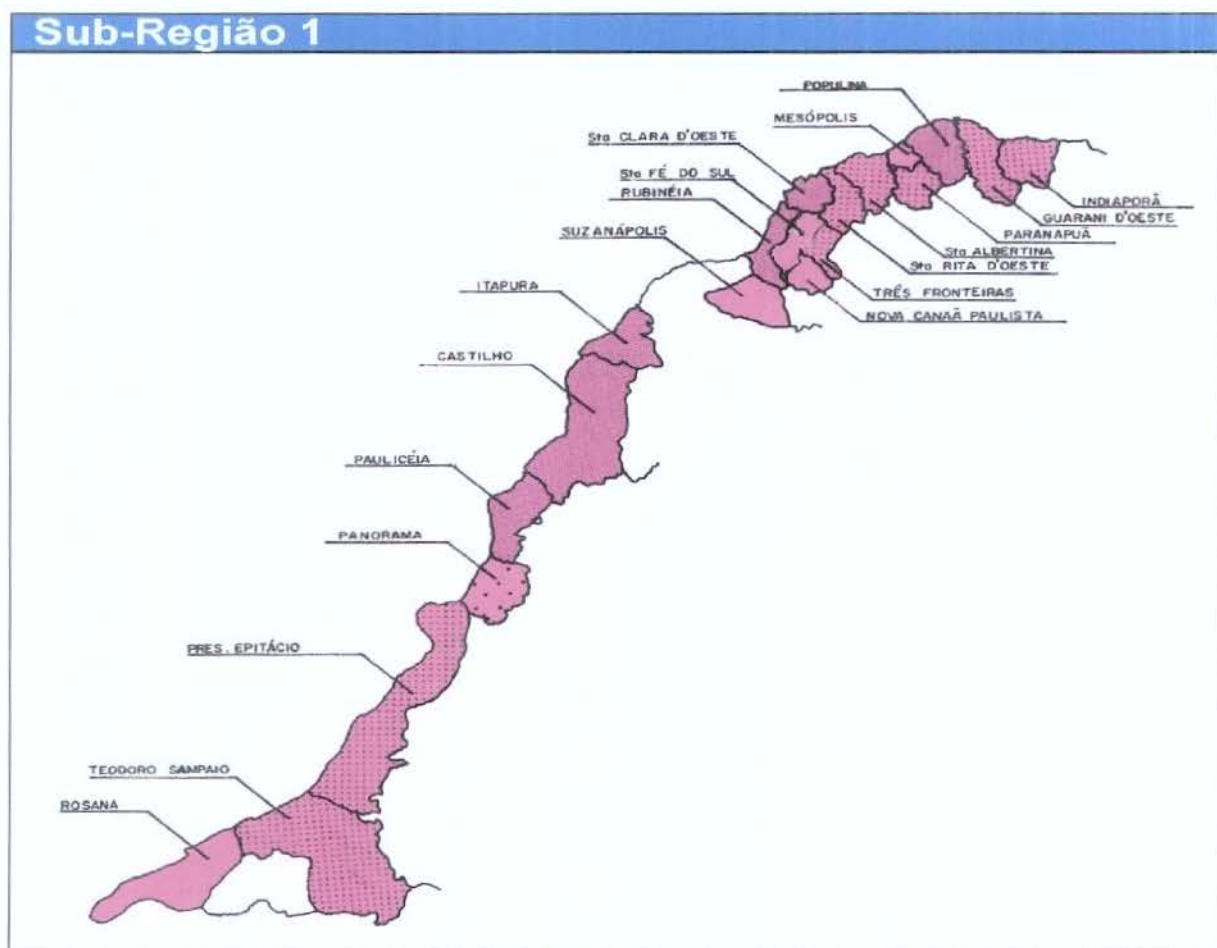 Sub-Região 1
POPULINA
MESÓPOLIS
Sta CLARA D'OESTE
Sta FÉ DO SUL
RUBINÉIA
SUZANÁPOLIS
INDIAPORÃ
GUARANI D'OESTE
PARANAPUÃ
Sta ALBERTINA
Sta RITA D'OESTE
TRÊS FRONTEIRAS
NOVA CANAÃ PAULISTA
ITAPURA
CASTILHO
PAULICÉIA
PANORAMA
PRES. EPITÁCIO
TEODORO SAMPAIO
ROSANA